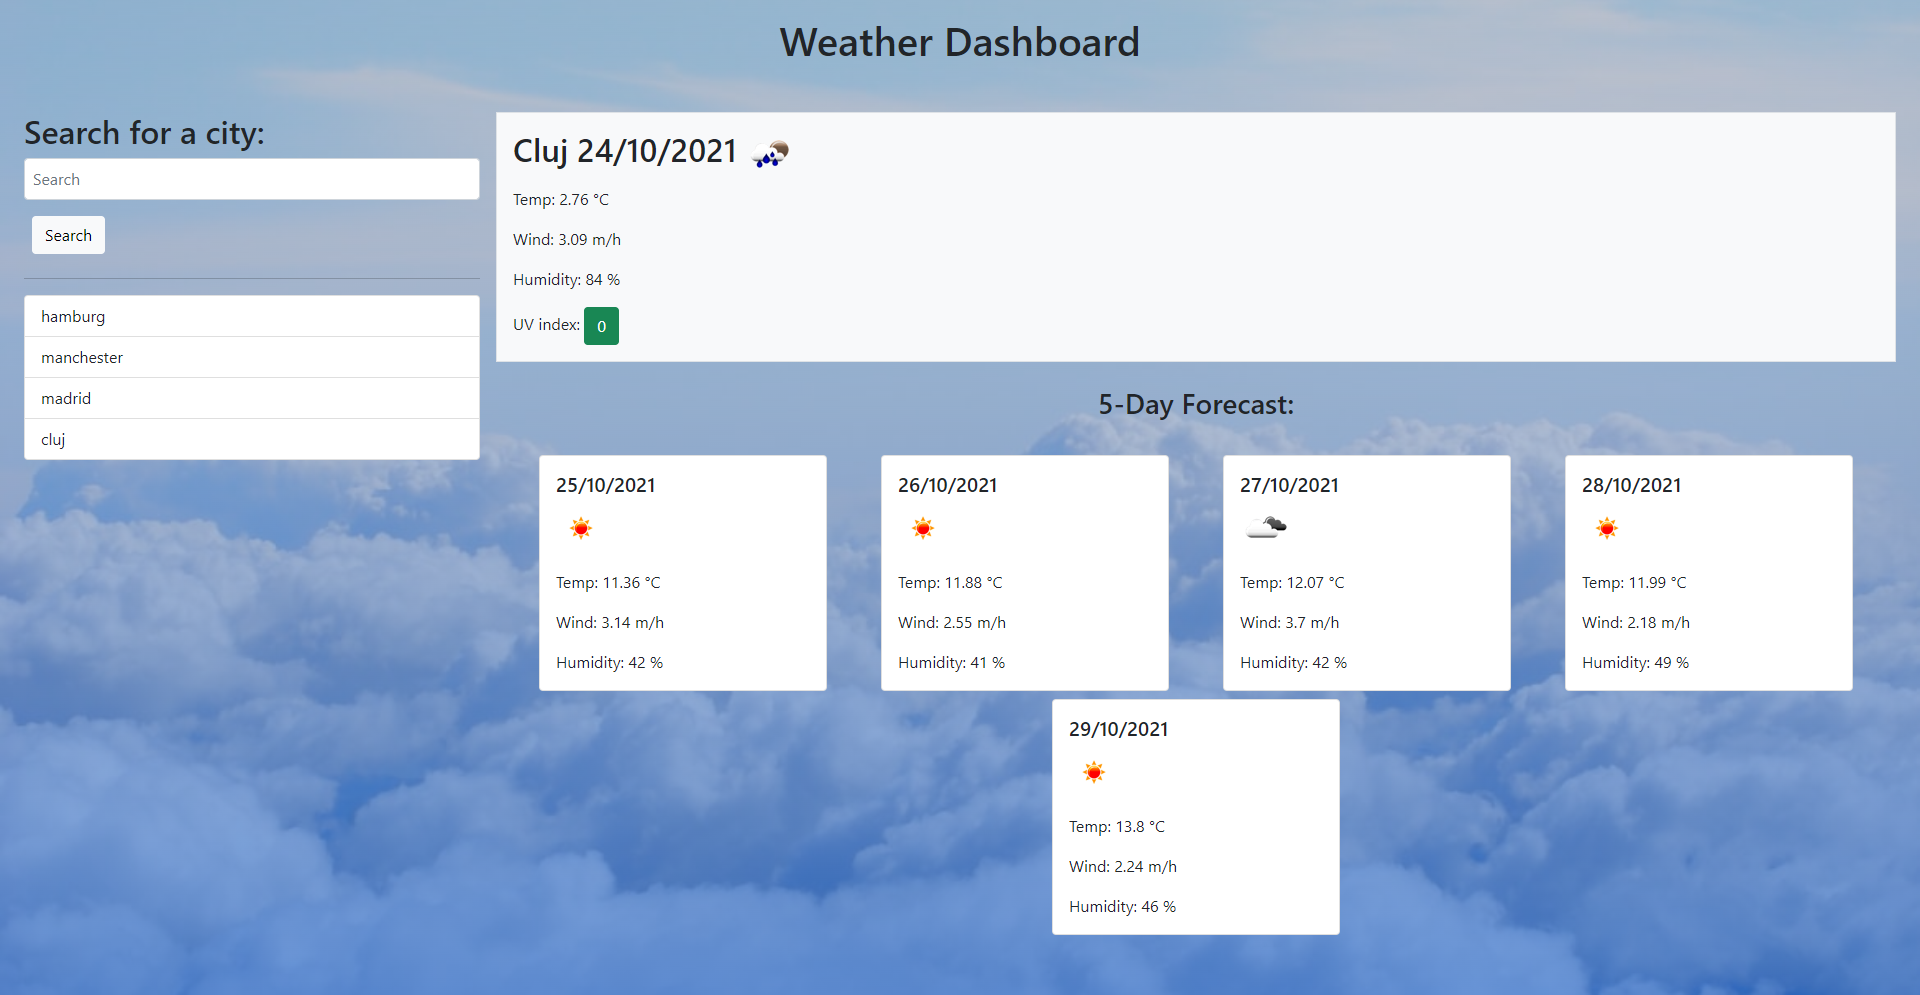 Weather Dashboard
Search for a city:
Search
Search
hamburg
manchester
madrid
cluj
Cluj 24/10/2021
Temp: 2.76 °C
Wind: 3.09 m/h
Humidity: 84 %
UV index: 0
5-Day Forecast:
25/10/2021
Temp: 11.36 °C
Wind: 3.14 m/h
Humidity: 42 %
26/10/2021
Temp: 11.88 °C
Wind: 2.55 m/h
Humidity: 41 %
27/10/2021
Temp: 12.07 °C
Wind: 3.7 m/h
Humidity: 42 %
28/10/2021
Temp: 11.99 °C
Wind: 2.18 m/h
Humidity: 49 %
29/10/2021
Temp: 13.8 °C
Wind: 2.24 m/h
Humidity: 46 %